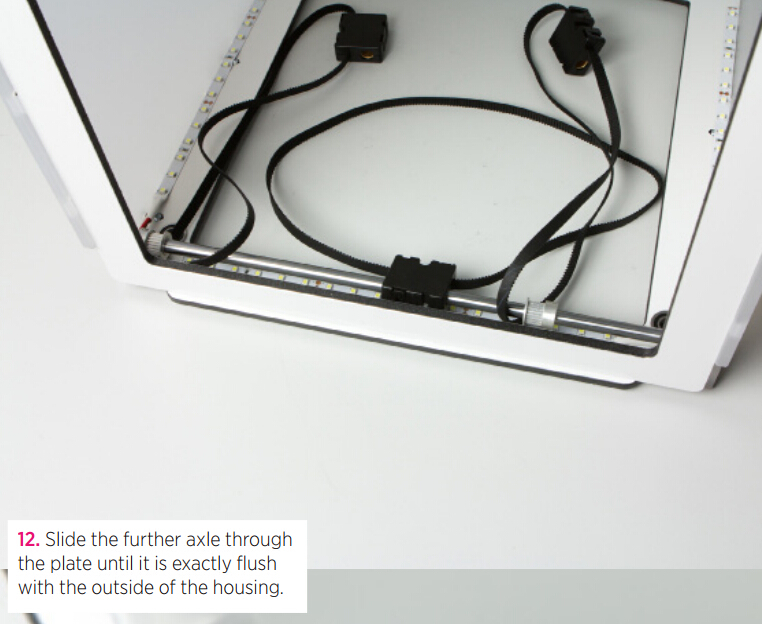 12. Slide the further axle through
the plate until it is exactly flush
with the outside of the housing.